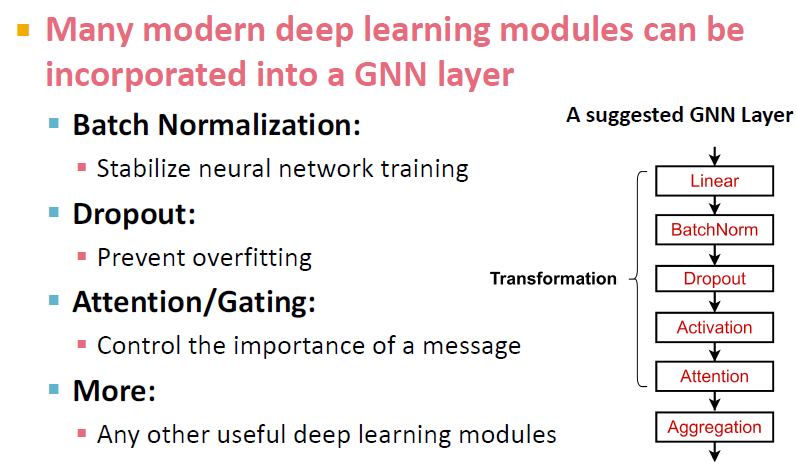 Many modern deep learning modules can be
incorporated into a GNN layer
Batch Normalization:
Stabilize neural network training
Dropout:
Prevent overfitting
Attention/Gating:
Control the importance of a message
More:
Any other useful deep learning modules
A suggested GNN Layer
Transformation
Linear
BatchNorm
Dropout
Activation
Attention
Aggregation